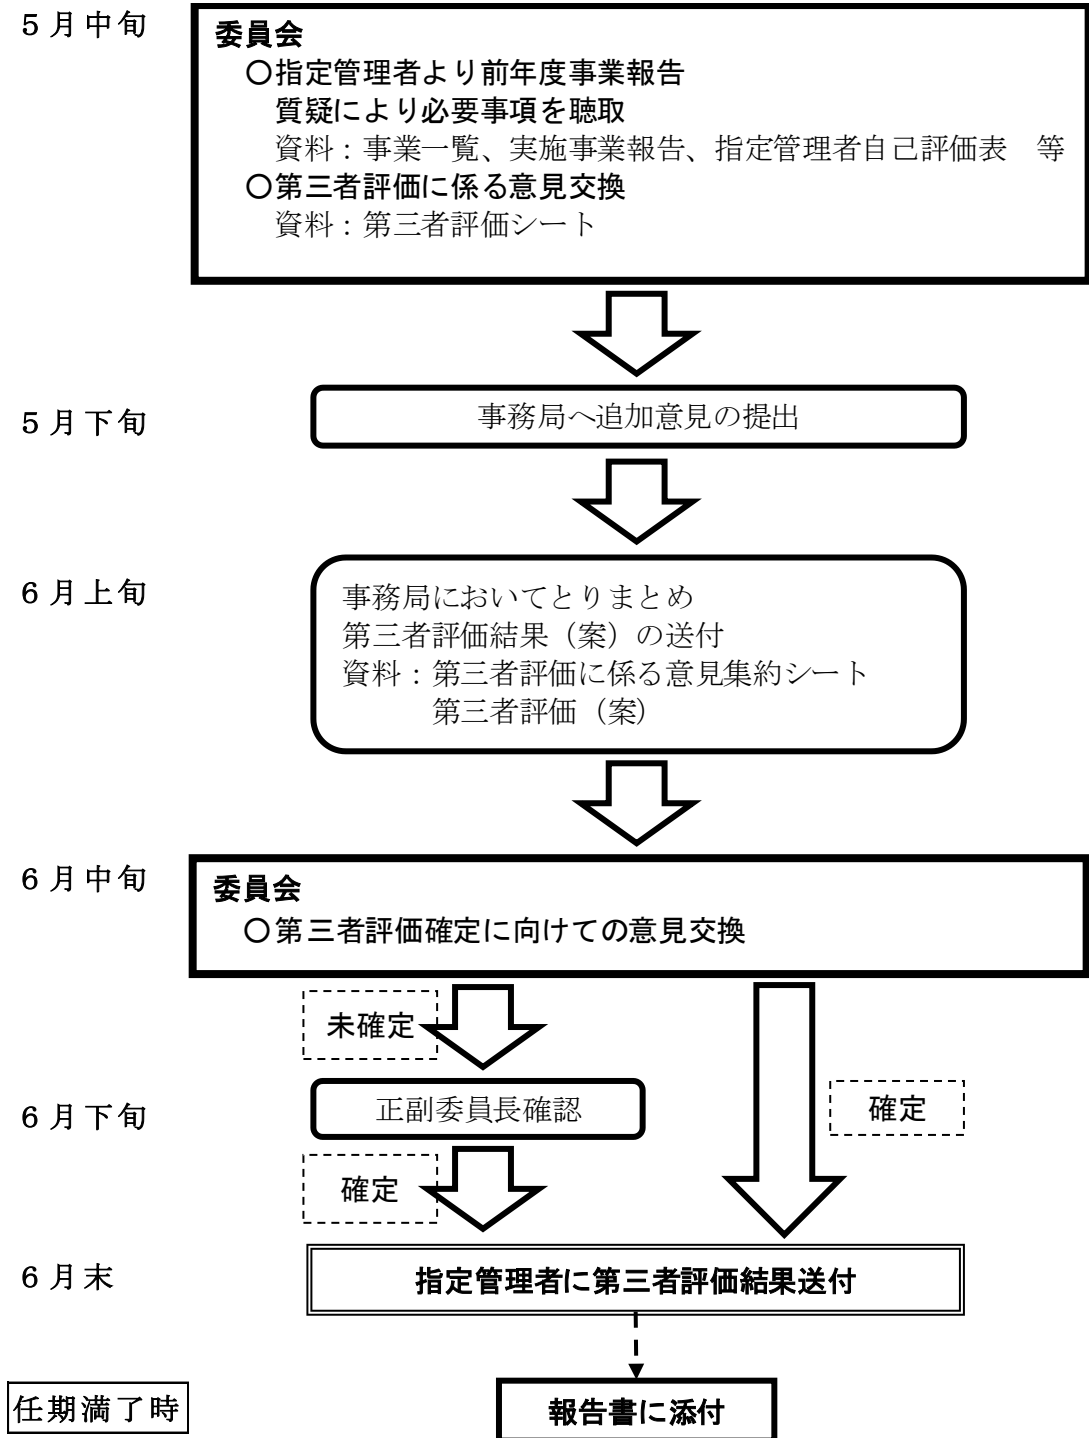 ５月中旬
委員会
○指定管理者より前年度事業報告
質疑により必要事項を聴取
資料：事業一覧、実施事業報告、指定管理者自己評価表　等
○第三者評価に係る意見交換
資料：第三者評価シート
５月下旬
事務局へ追加意見の提出
６月上旬
事務局においてとりまとめ
第三者評価結果（案）の送付
資料：第三者評価に係る意見集約シート
第三者評価（案）
６月中旬
委員会
○第三者評価確定に向けての意見交換
未確定
６月下旬
正副委員長確認
確定
確定
６月末
指定管理者に第三者評価結果送付
任期満了時
報告書に添付